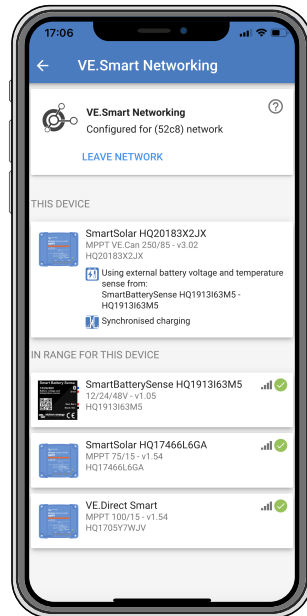 17:06
VE.Smart Networking
VE.Smart Networking
Configured for (52c8) network
LEAVE NETWORK
THIS DEVICE
SmartSolar HQ20183X2JX
MPPT VE.Can 250/85 - v3.02
HQ20183X2JX
Using external battery voltage and temperature
sense from:
SmartBatterySense HQ1913I63M5 -
HQ1913I63M5
Synchronised charging
IN RANGE FOR THIS DEVICE
Smart Battery Sense
SmartBatterySense HQ1913I63M5
12/24/48V - v1.05
HQ1913I63M5
SmartSolar HQ17466L6GA
MPPT 75/15 - v1.54
HQ17466L6GA
VE.Direct Smart
MPPT 100/15 - v1.54
HQ1705Y7WJV